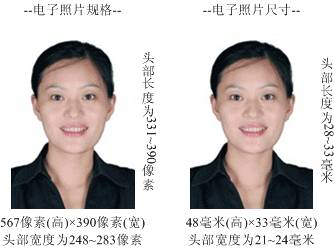 --电子照片规格--
头部长度为331~390像素
567像素(高)×390像素(宽)
头部宽度为248~283像素
--电子照片尺寸--
头部长度为28~33毫米
48毫米(高)×33毫米(宽)
头部宽度为21~24毫米